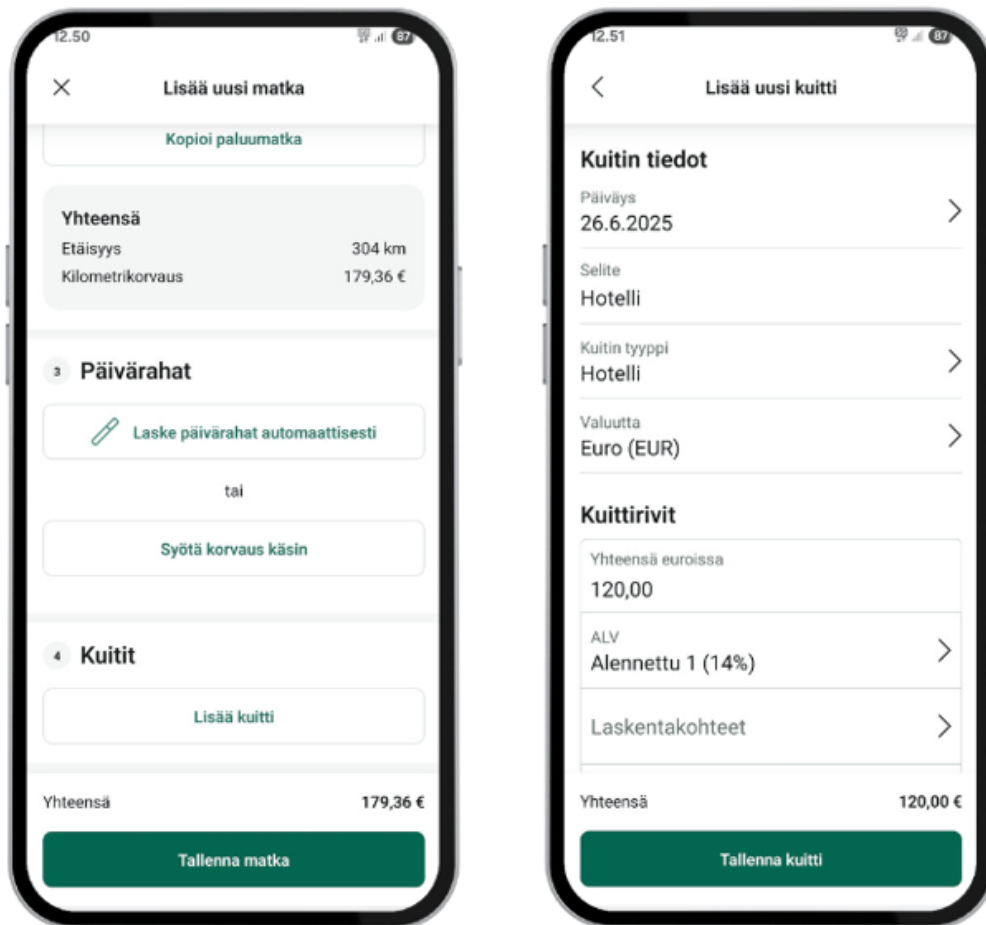 12.50
87
Lisää uusi matka
Kopioi paluumatka
Yhteensä
Etäisyys 304 km
Kilometrikorvaus 179,36 €
3 Päivärahat
Laske päivärahat automaattisesti
tai
Syötä korvaus käsin
4 Kuitit
Lisää kuitti
Yhteensä 179,36 €
Tallenna matka
12.51
87
Lisää uusi kuitti
Kuitin tiedot
Päiväys
26.6.2025
Selite
Hotelli
Kuitin tyyppi
Hotelli
Valuutta
Euro (EUR)
Kuittirivit
Yhteensä euroissa
120,00
ALV
Alennettu 1 (14%)
Laskentakohteet
Yhteensä 120,00 €
Tallenna kuitti